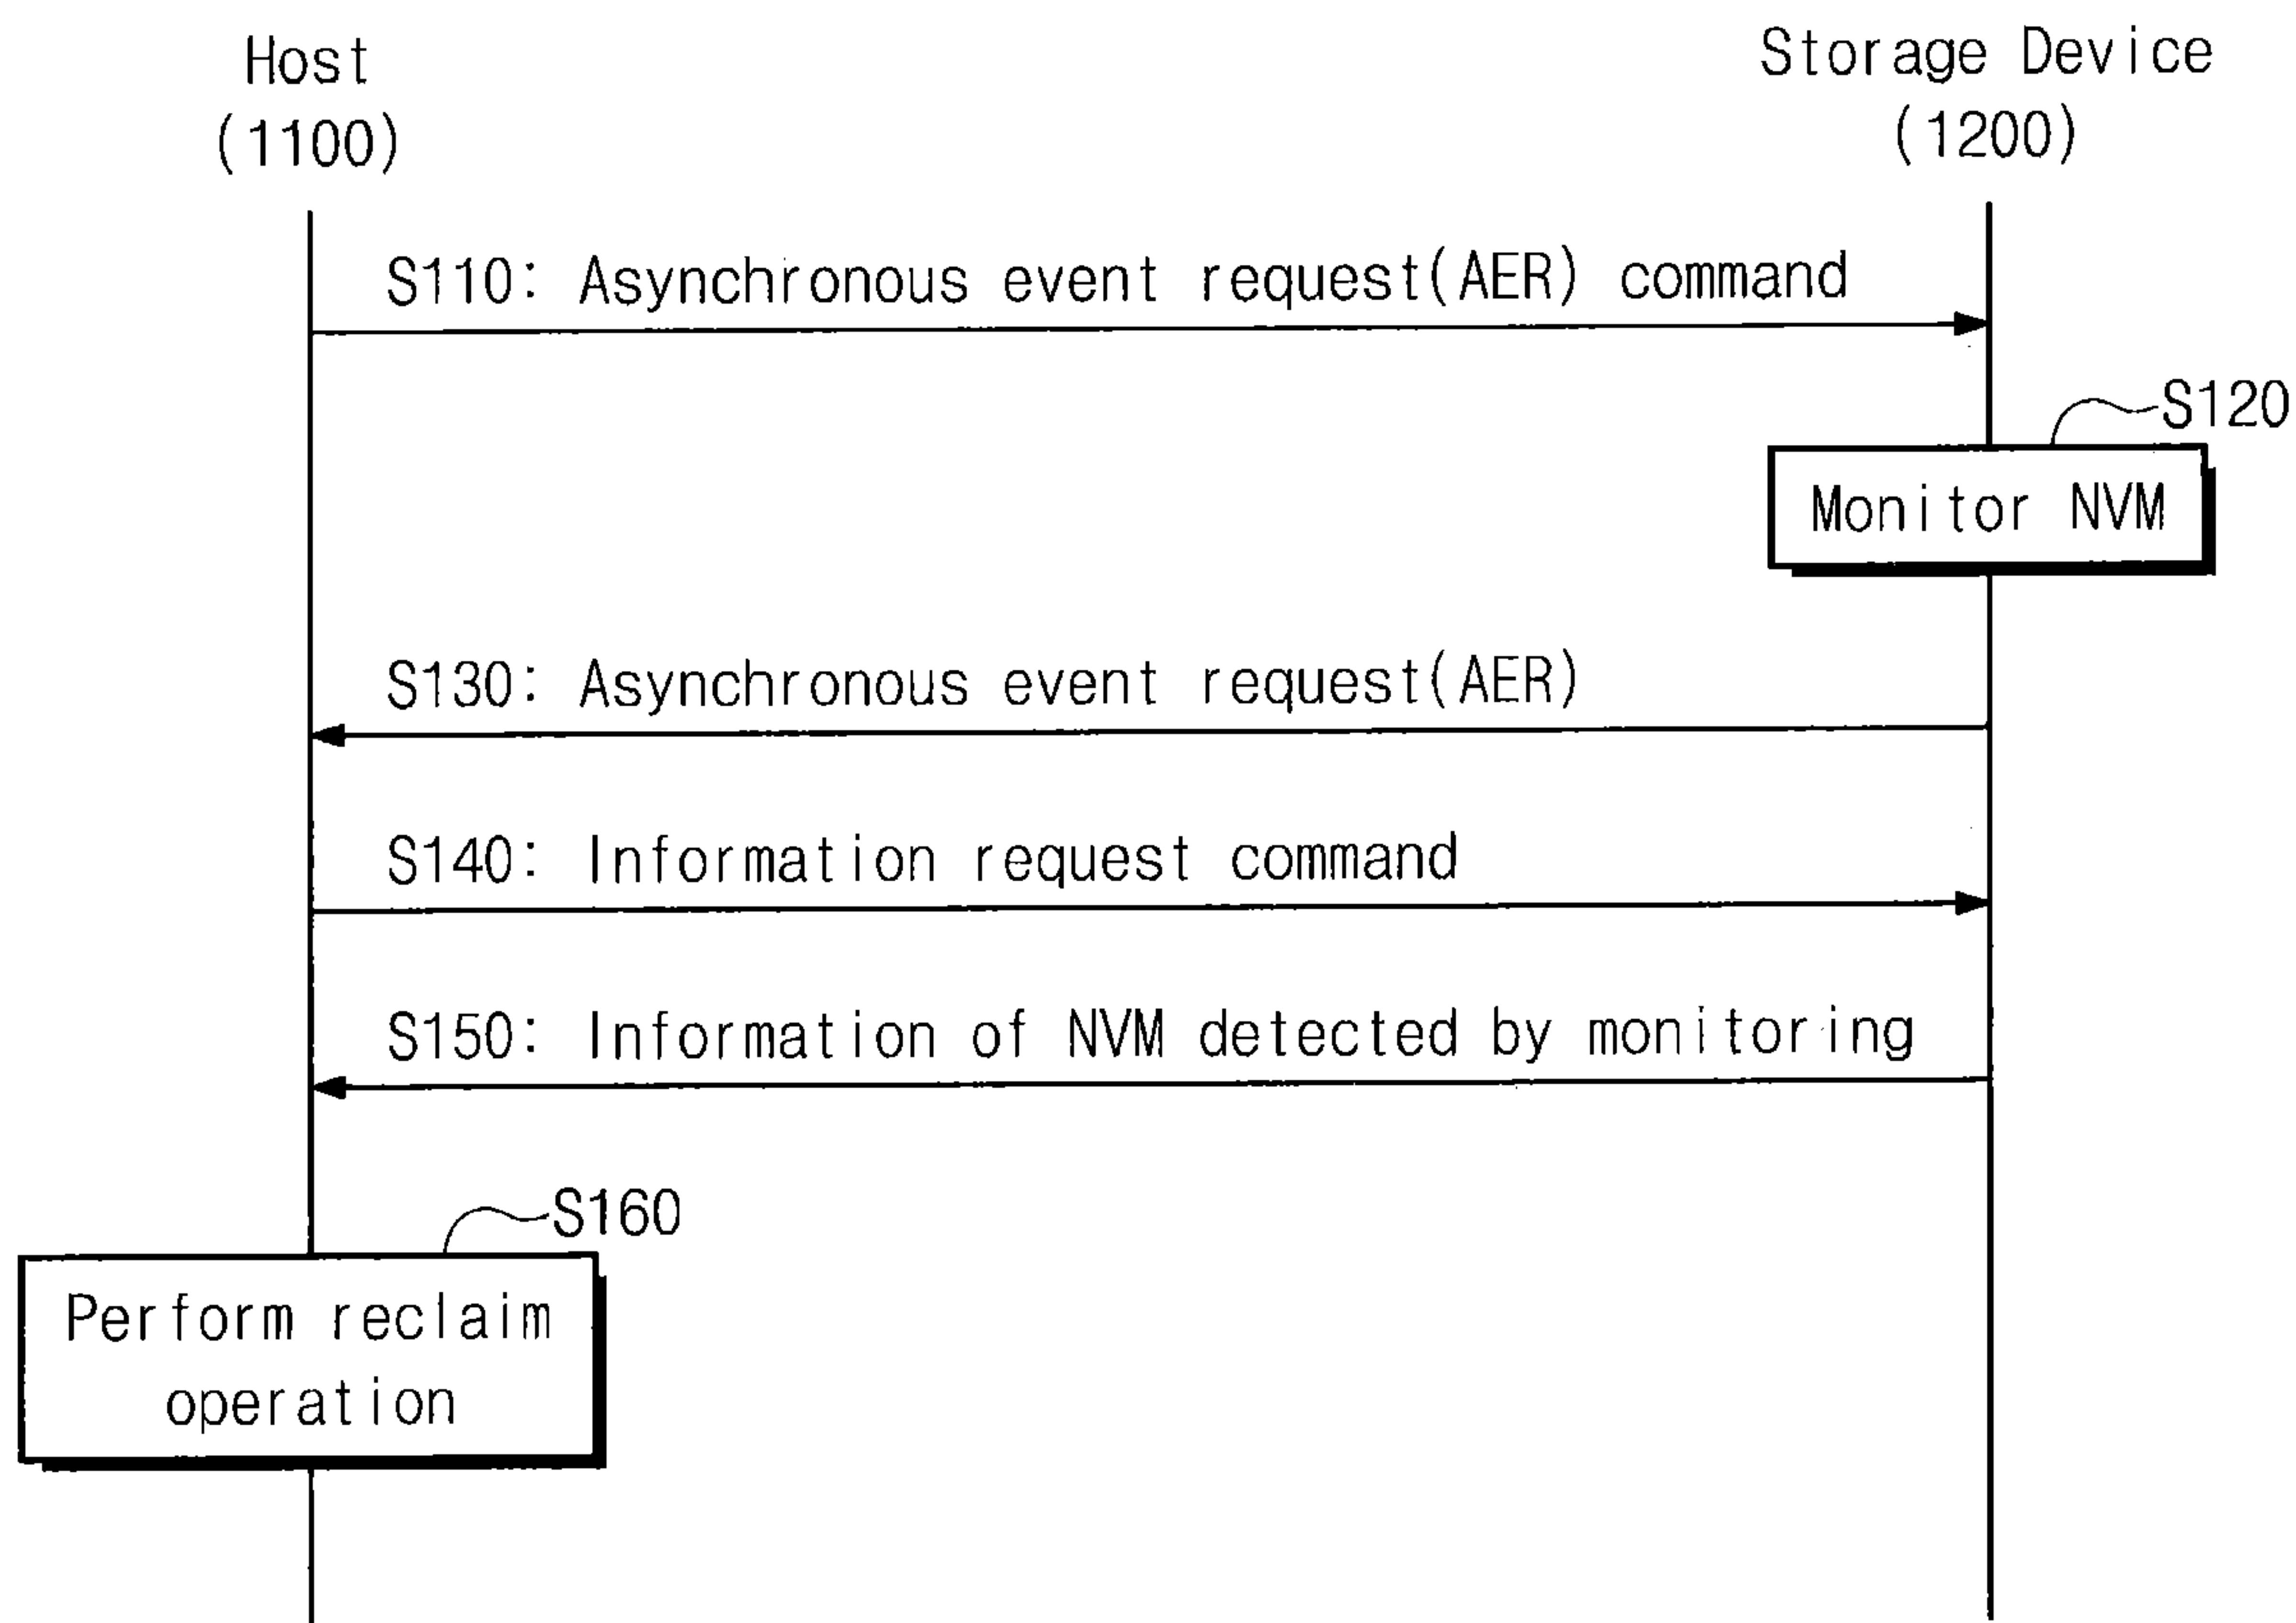 Host
(1100)
Storage Device
(1200)
S110: Asynchronous event request(AER) command
S120
Monitor NVM
S130: Asynchronous event request(AER)
S140: Information request command
S150: Information of NVM detected by monitoring
S160
Perform reclaim
operation